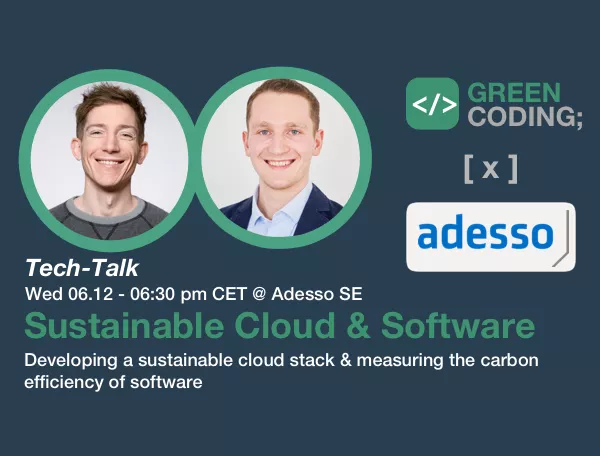 </> GREEN
CODING;
[ x ]
adesso
Tech-Talk
Wed 06.12 - 06:30 pm CET @ Adesso SE
Sustainable Cloud & Software
Developing a sustainable cloud stack & measuring the carbon
efficiency of software